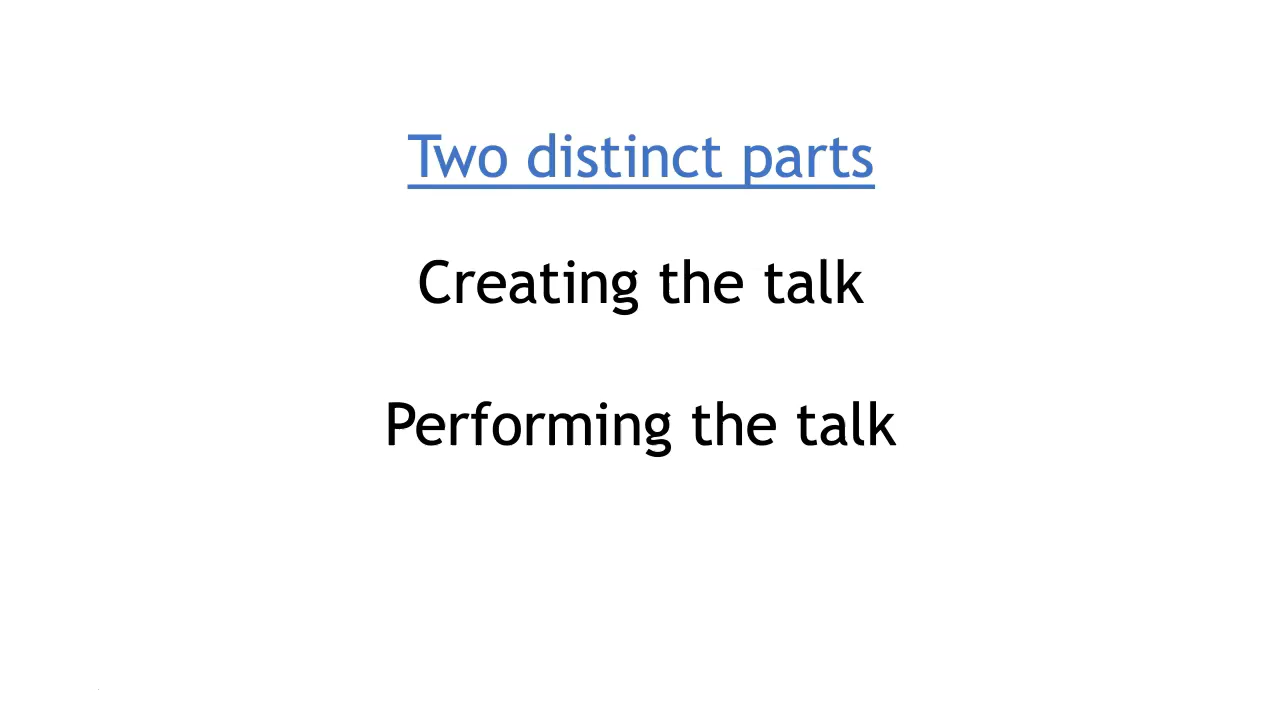 Two distinct parts
Creating the talk
Performing the talk